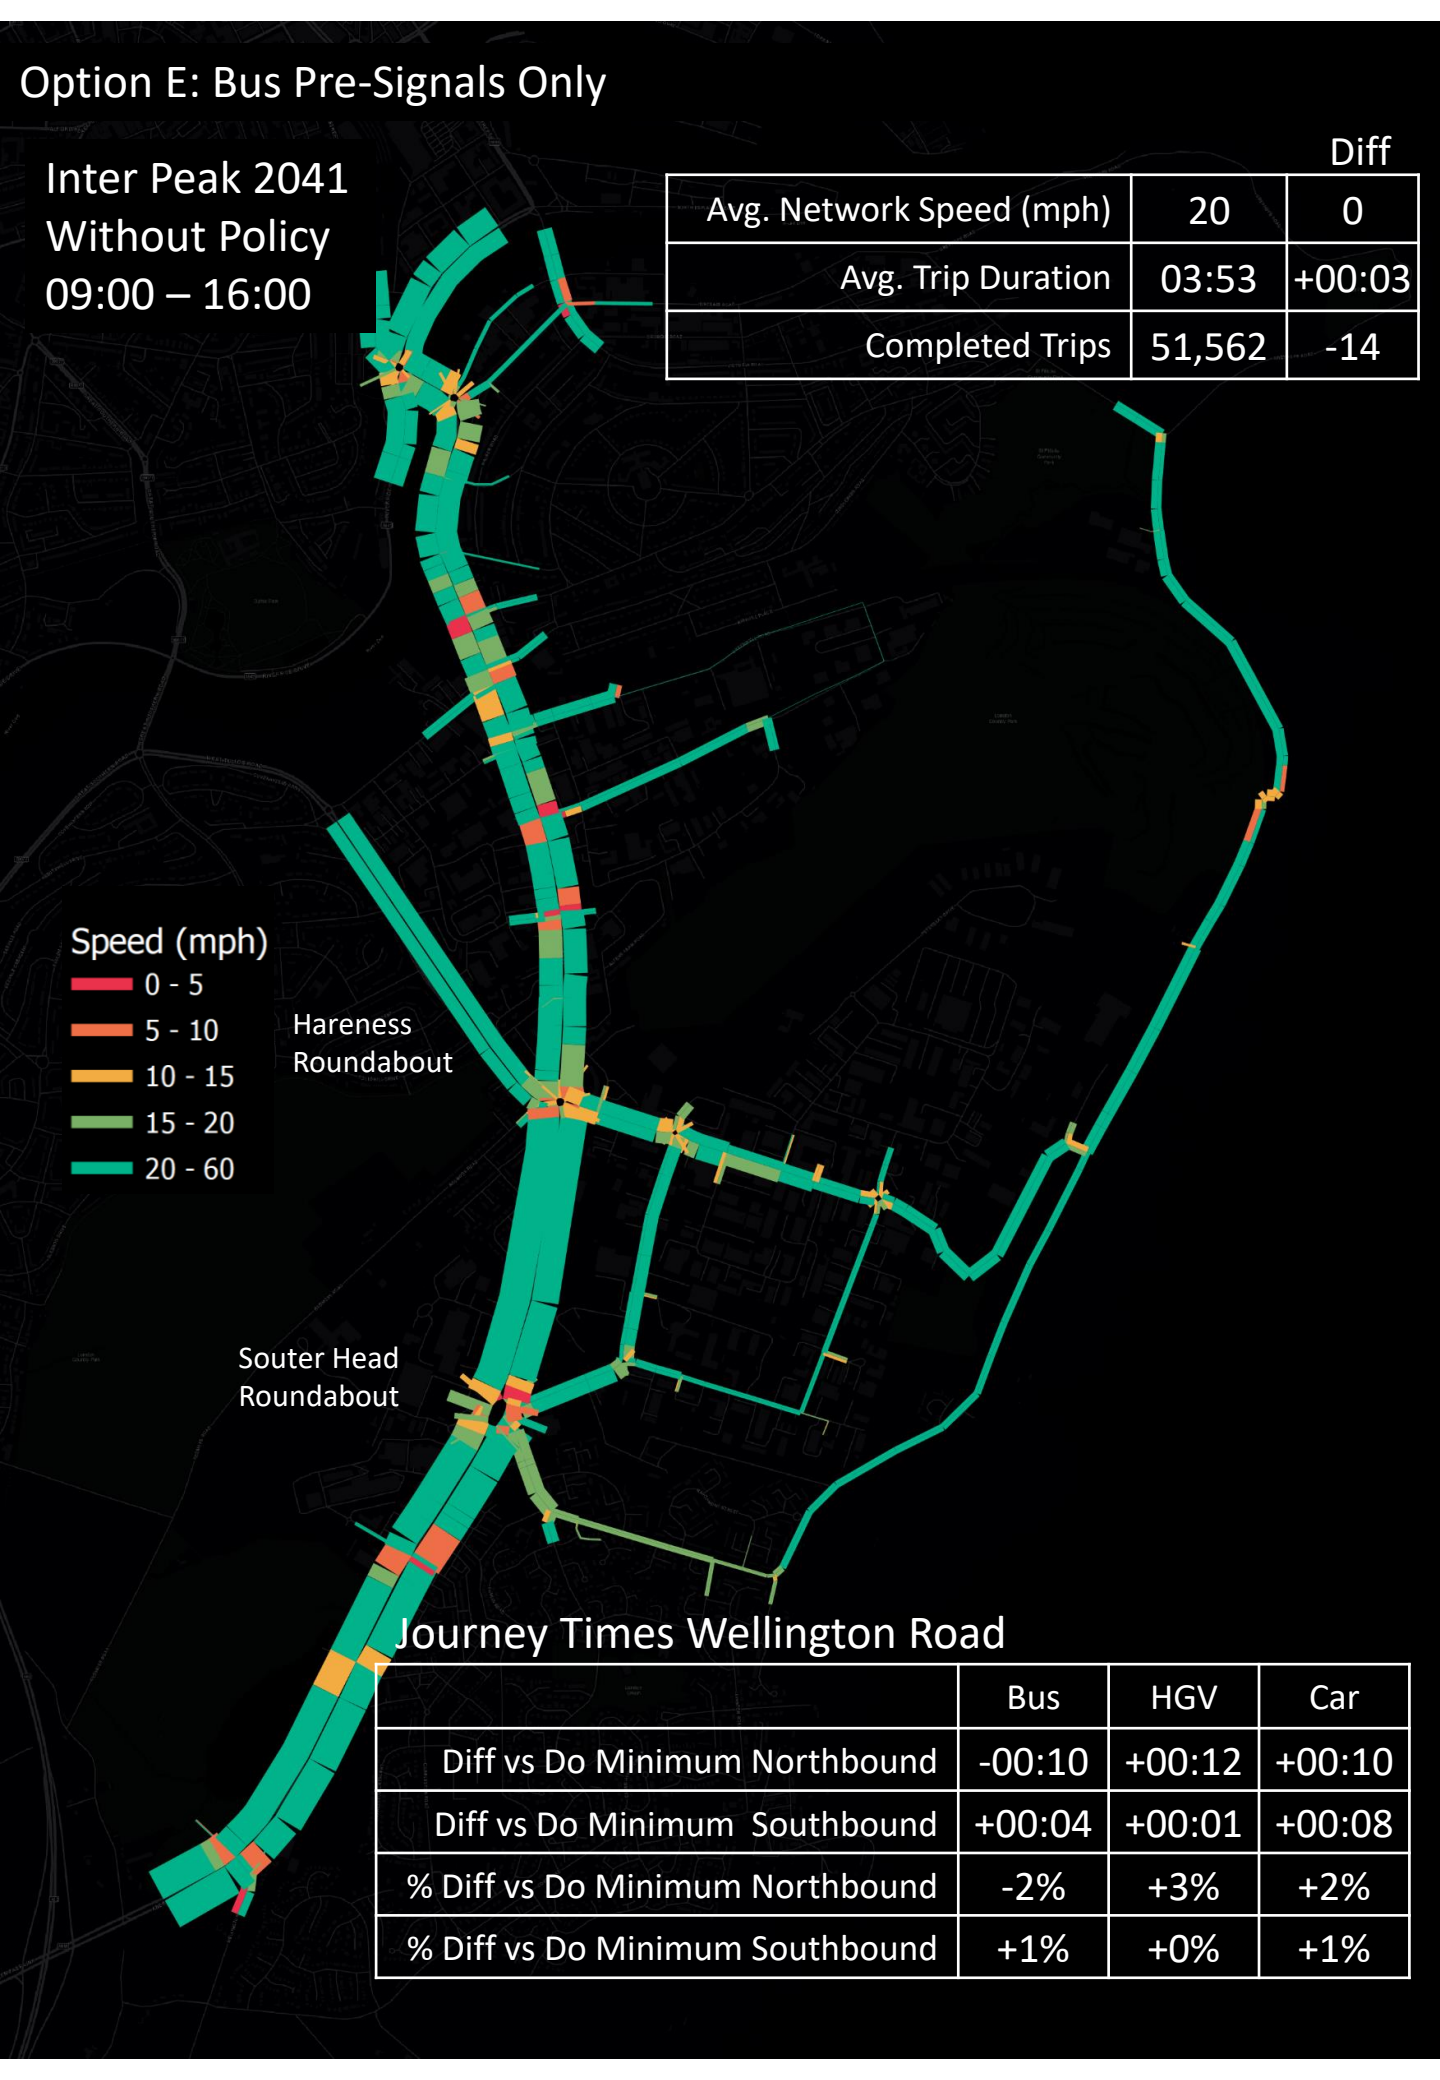 Option E: Bus Pre-Signals Only
Inter Peak 2041
Without Policy
09:00 – 16:00
Diff
Avg. Network Speed (mph) 20 0
Avg. Trip Duration 03:53 +00:03
Completed Trips 51,562 -14
Speed (mph)
0 - 5
5 - 10
10 - 15
15 - 20
20 - 60
Hareness
Roundabout
Souter Head
Roundabout
Journey Times Wellington Road
Bus HGV Car
Diff vs Do Minimum Northbound -00:10 +00:12 +00:10
Diff vs Do Minimum Southbound +00:04 +00:01 +00:08
% Diff vs Do Minimum Northbound -2% +3% +2%
% Diff vs Do Minimum Southbound +1% +0% +1%